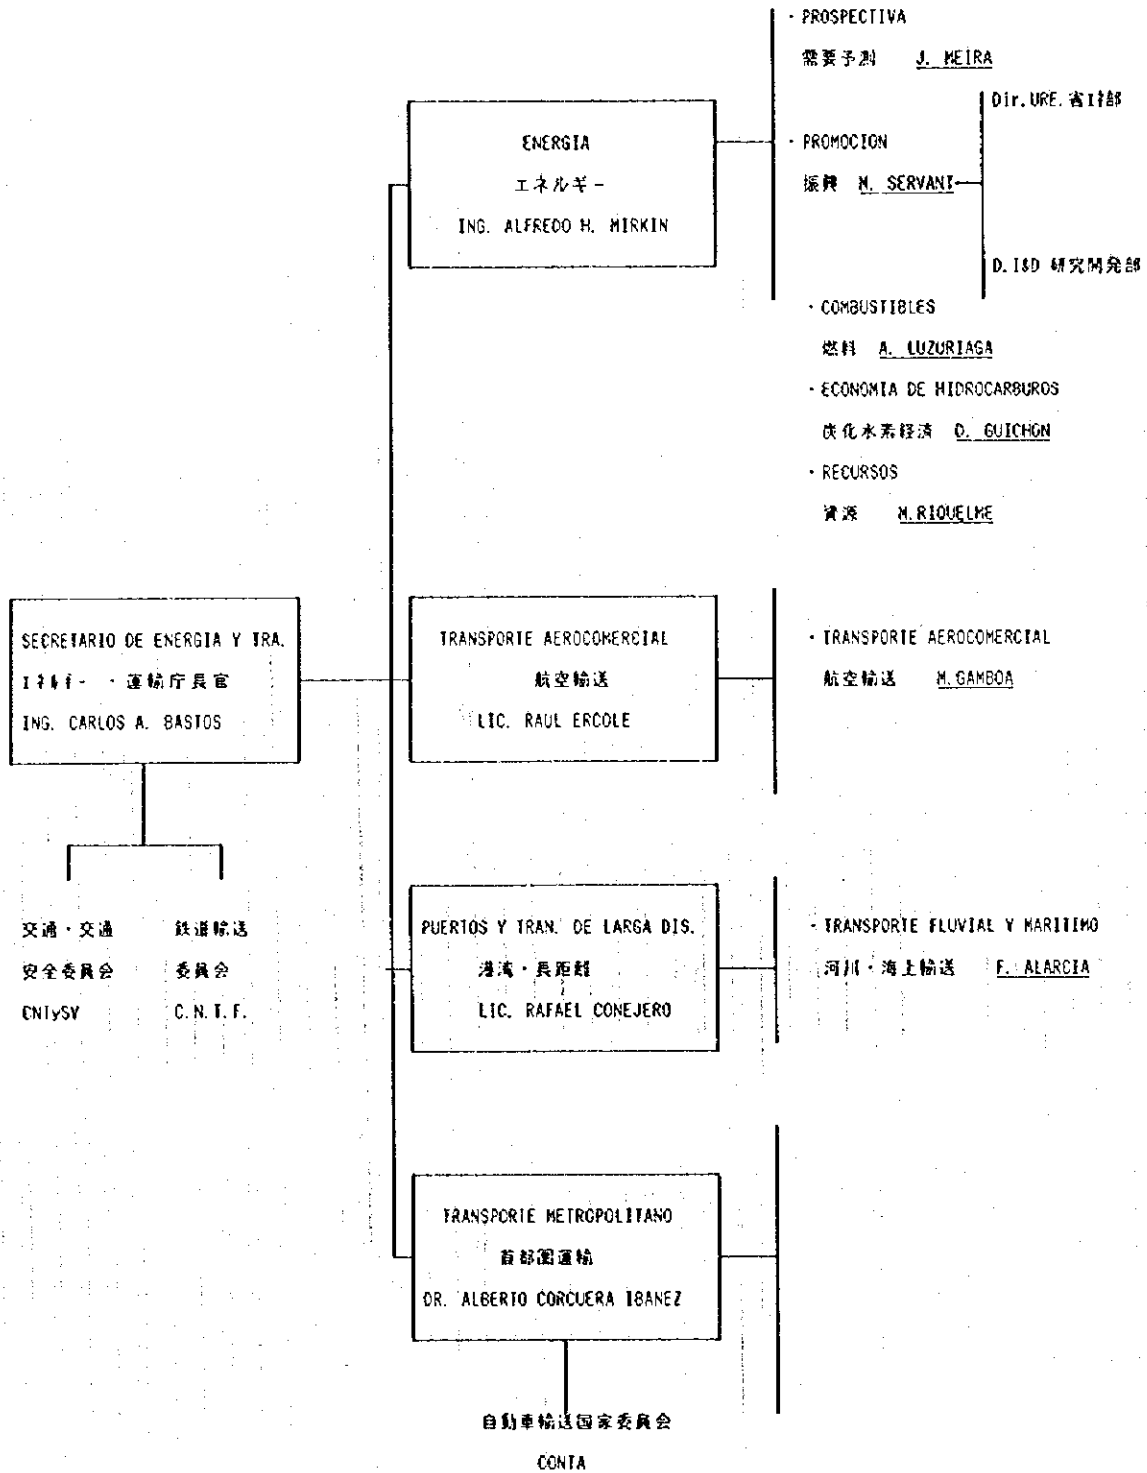 ・PROSPECTIVA
需要予測 J. MEIRA
Dir.URE.省エネ部
・PROMOCION
振興 M. SERVANT
D.I&D 研究開発部
ENERGIA
エネルギー
ING. ALFREDO H. MIRKIN
・COMBUSTIBLES
燃料 A. LUZURIAGA
・ECONOMIA DE HIDROCARBUROS
炭化水素経済 D. GUICHON
・RECURSOS
資源 M.RIQUELME
SECRETARIO DE ENERGIA Y TRA.
エネルギー・運輸庁長官
ING. CARLOS A. BASTOS
TRANSPORTE AEROCOMERCIAL
航空輸送
LIC. RAUL ERCOLE
・TRANSPORTE AEROCOMERCIAL
航空輸送 M.GAMBOA
交通・交通
安全委員会
CNTySV
鉄道輸送
委員会
C.N.T.F.
PUERTOS Y TRAN. DE LARGA DIS.
港湾・長距離
LIC. RAFAEL CONEJERO
・TRANSPORTE FLUVIAL Y MARITIMO
河川・海上輸送 F. ALARCIA
TRANSPORTE METROPOLITANO
首都圏運輸
DR. ALBERTO CORCUERA IBANEZ
自動車輸送国家委員会
CONTA